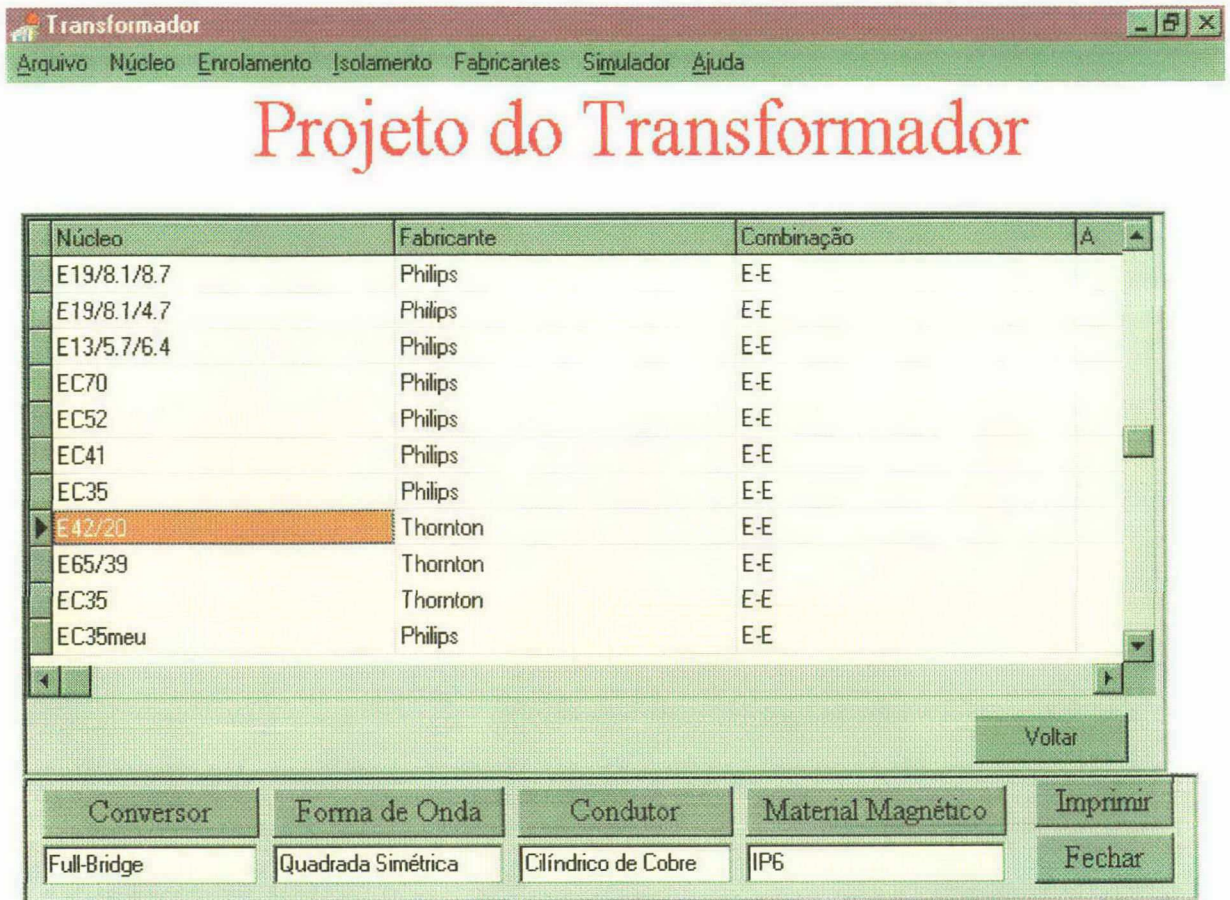 Transformador
Arquivo Núcleo Enrolamento Isolamento Fabricantes Simulador Ajuda
Projeto do Transformador
Núcleo Fabricante Combinação A
E19/8.1/8.7 Philips E-E
E19/8.1/4.7 Philips E-E
E13/5.7/6.4 Philips E-E
EC70 Philips E-E
EC52 Philips E-E
EC41 Philips E-E
EC35 Philips E-E
E42/20 Thornton E-E
E65/39 Thornton E-E
EC35 Thornton E-E
EC35meu Philips E-E
Voltar
Conversor Forma de Onda Condutor Material Magnético Imprimir
Full-Bridge Quadrada Simétrica Cilíndrico de Cobre IP6 Fechar